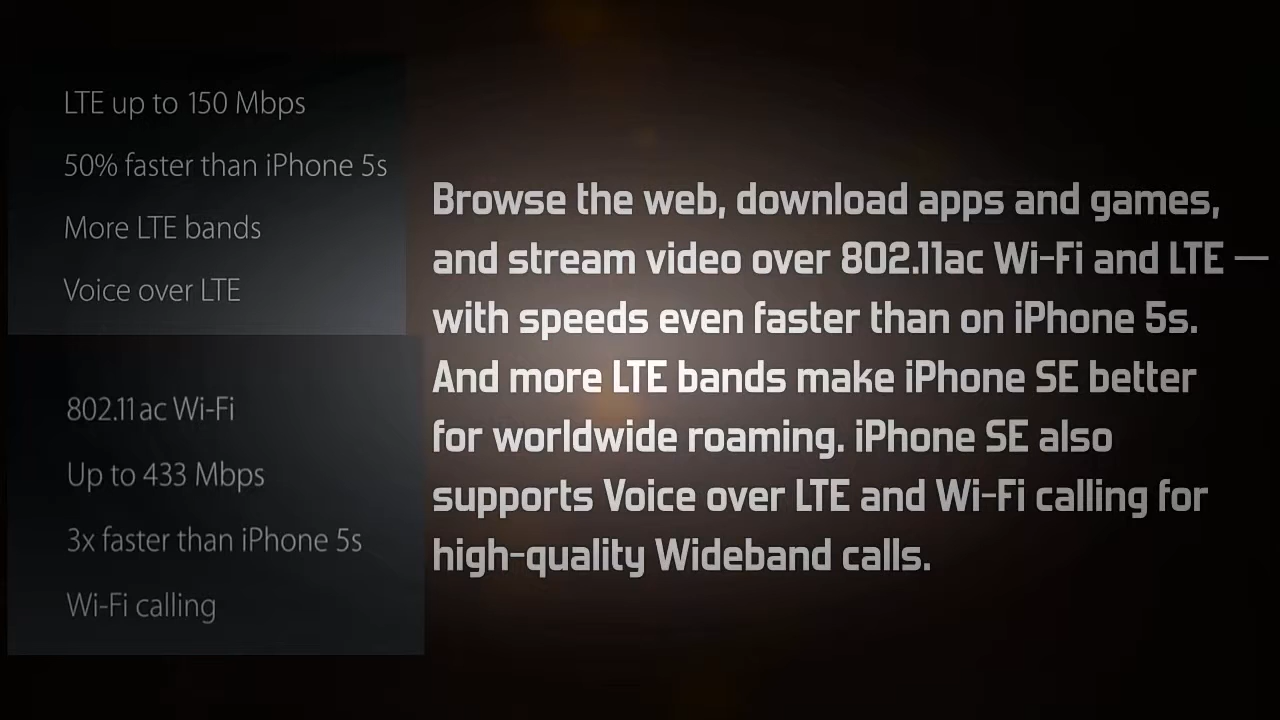 LTE up to 150 Mbps
50% faster than iPhone 5s
More LTE bands
Voice over LTE
802.11ac Wi-Fi
Up to 433 Mbps
3x faster than iPhone 5s
Wi-Fi calling
Browse the web, download apps and games,
and stream video over 802.11ac Wi-Fi and LTE —
with speeds even faster than on iPhone 5s.
And more LTE bands make iPhone SE better
for worldwide roaming. iPhone SE also
supports Voice over LTE and Wi-Fi calling for
high-quality Wideband calls.